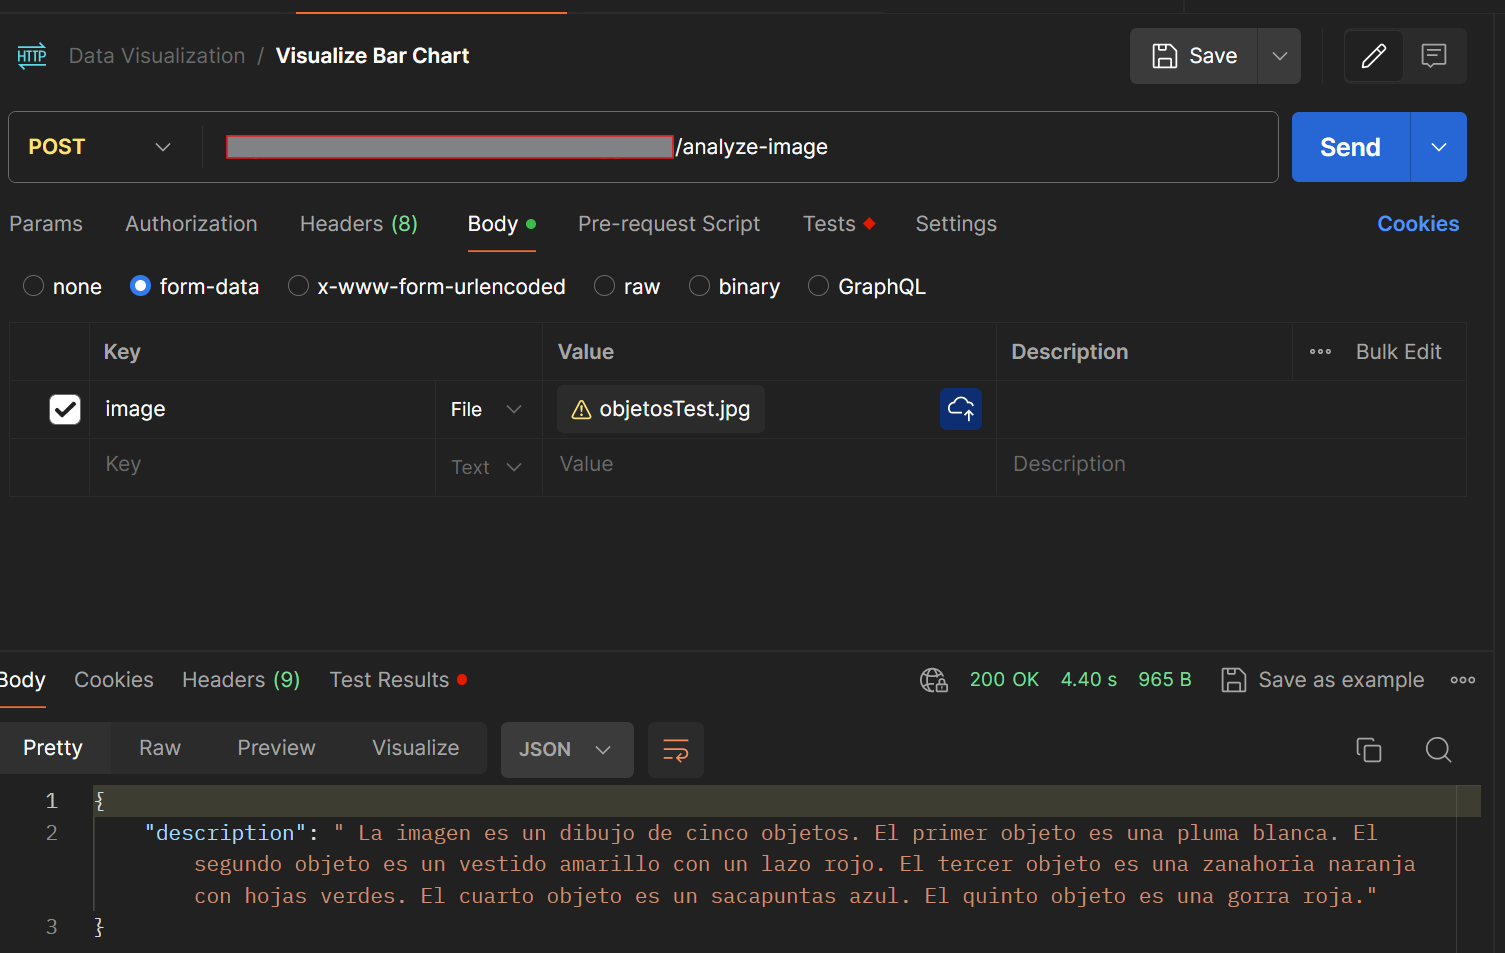 HTTP Data Visualization / Visualize Bar Chart Save
POST /analyze-image Send
Params Authorization Headers (8) Body Pre-request Script Tests Settings Cookies
none form-data x-www-form-urlencoded raw binary GraphQL
Key Value Description Bulk Edit
image File objetosTest.jpg
Key Text Value Description
Body Cookies Headers (9) Test Results 200 OK 4.40 s 965 B Save as example
Pretty Raw Preview Visualize JSON
1 {
2 "description": " La imagen es un dibujo de cinco objetos. El primer objeto es una pluma blanca. El
segundo objeto es un vestido amarillo con un lazo rojo. El tercer objeto es una zanahoria naranja
con hojas verdes. El cuarto objeto es un sacapuntas azul. El quinto objeto es una gorra roja."
3 }